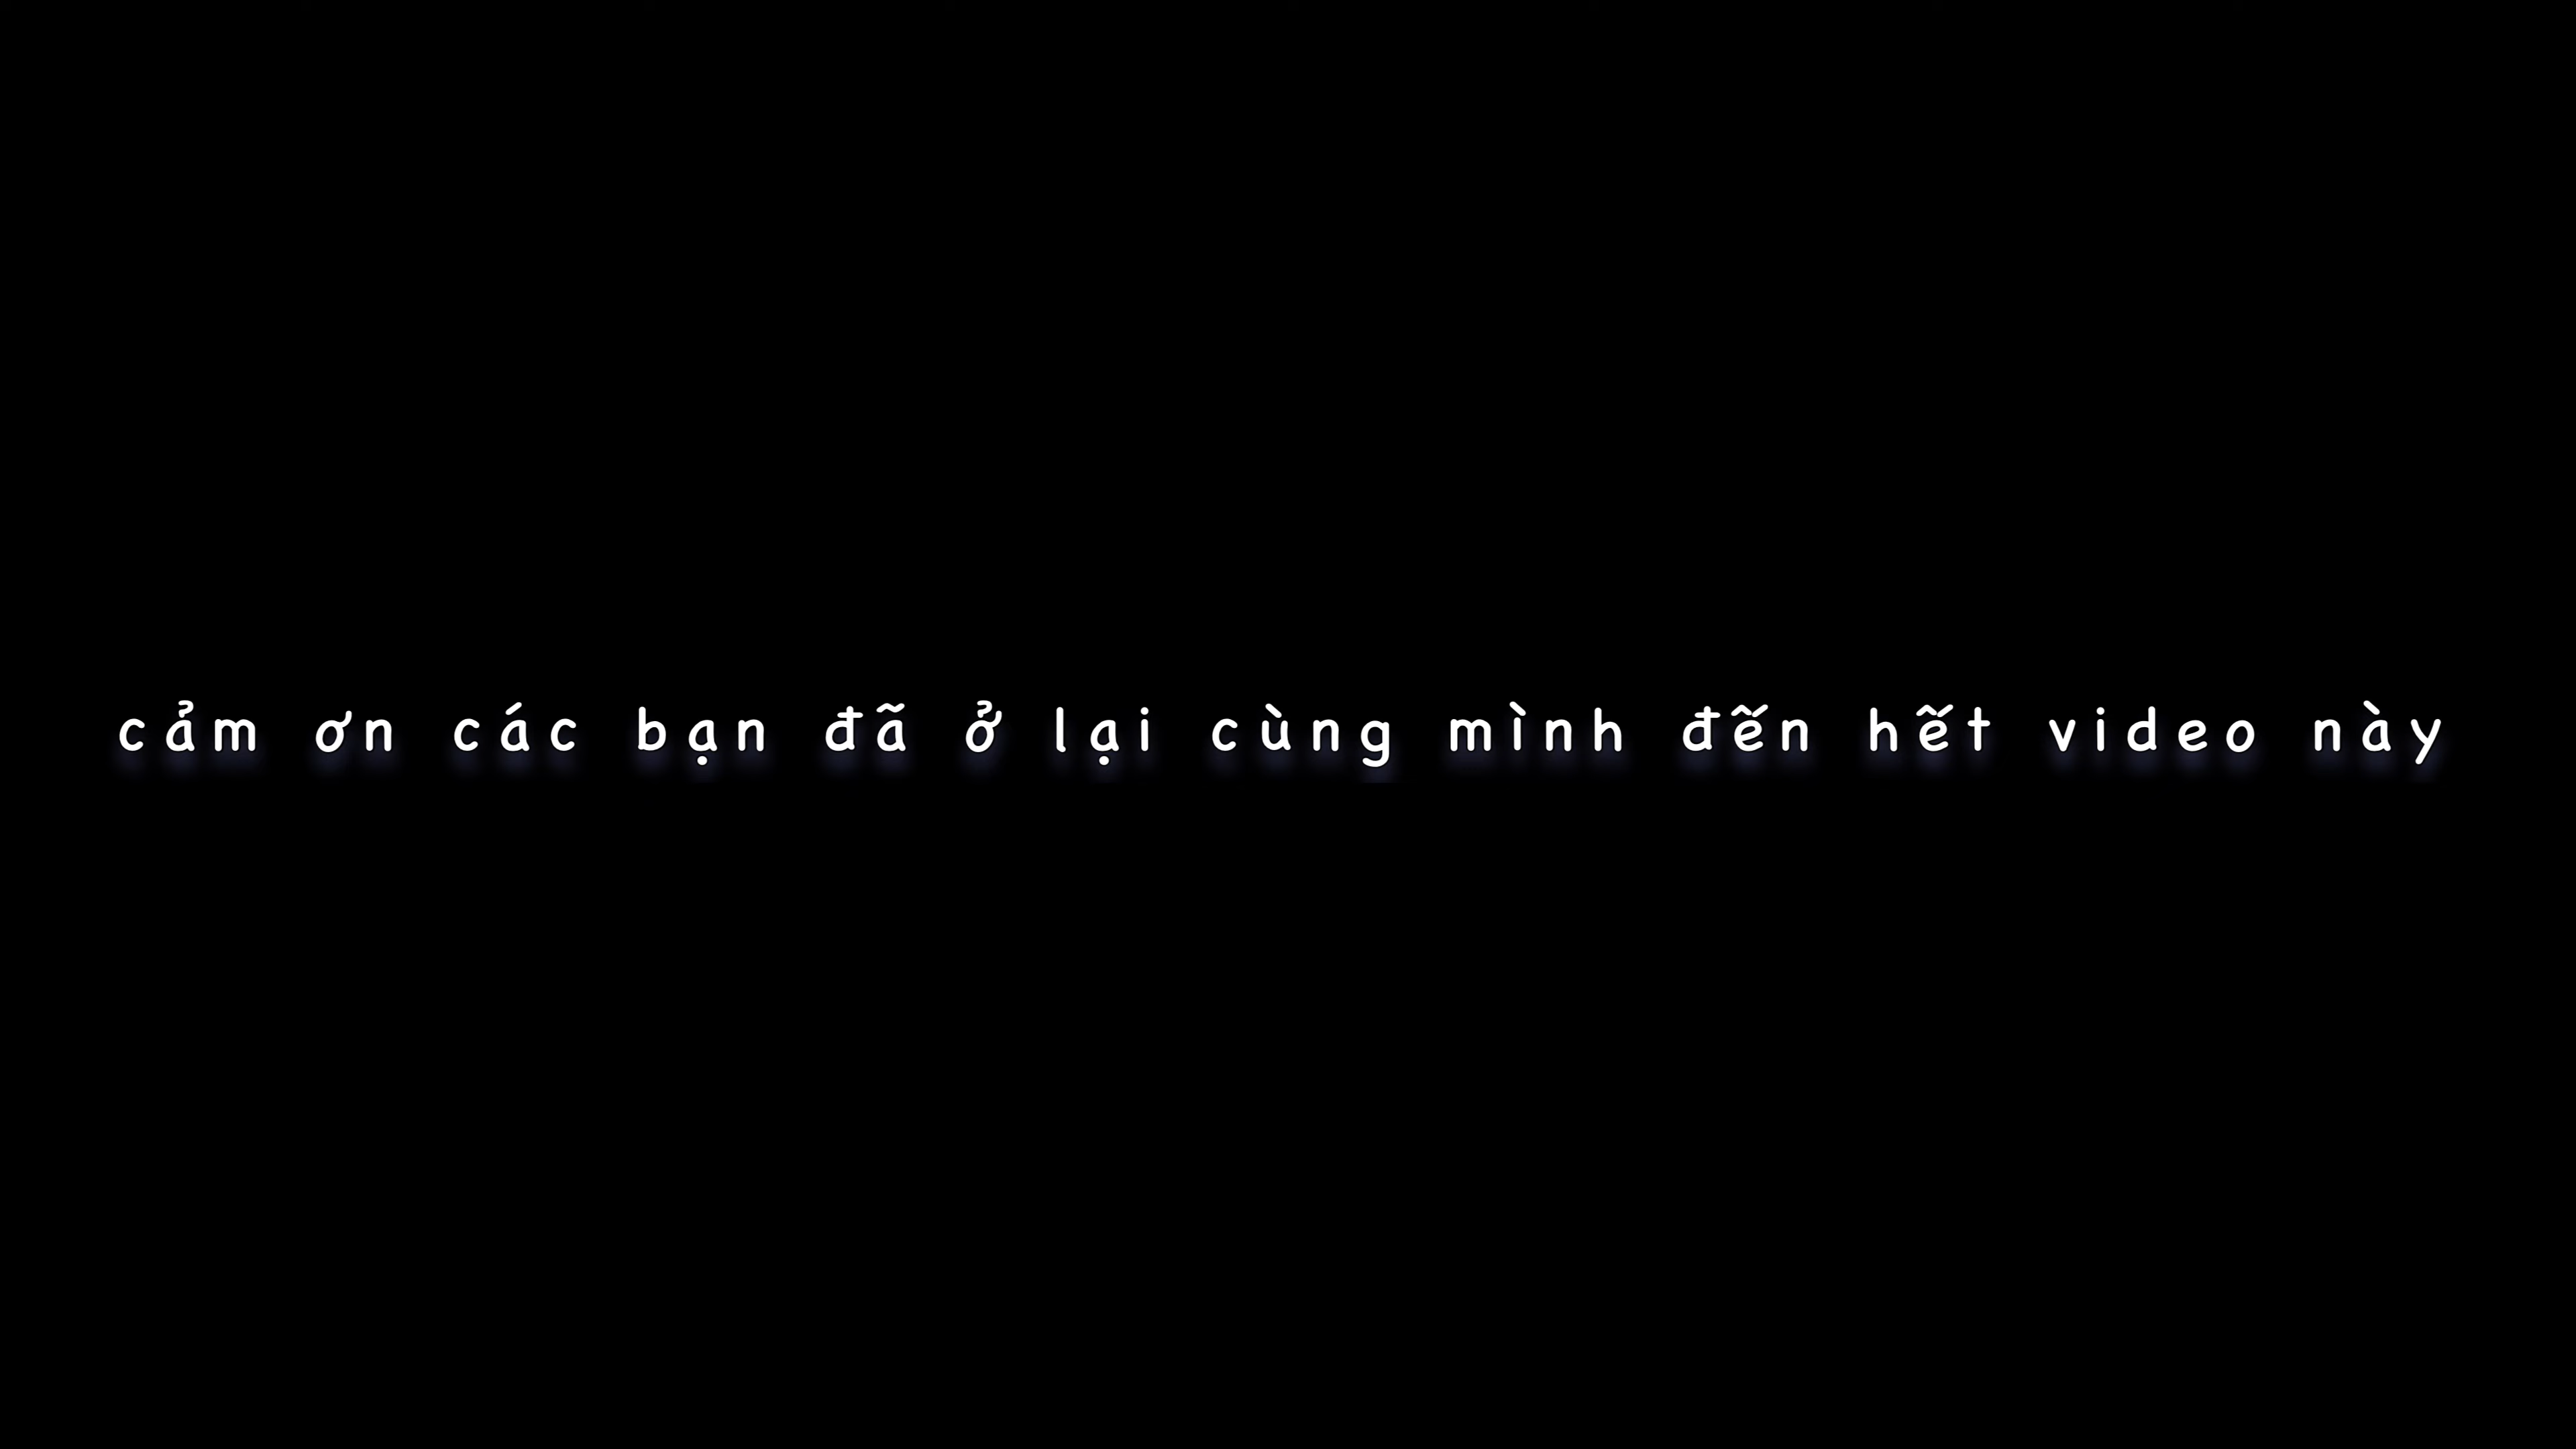 cảm ơn các bạn đã ở lại cùng mình đến hết video này